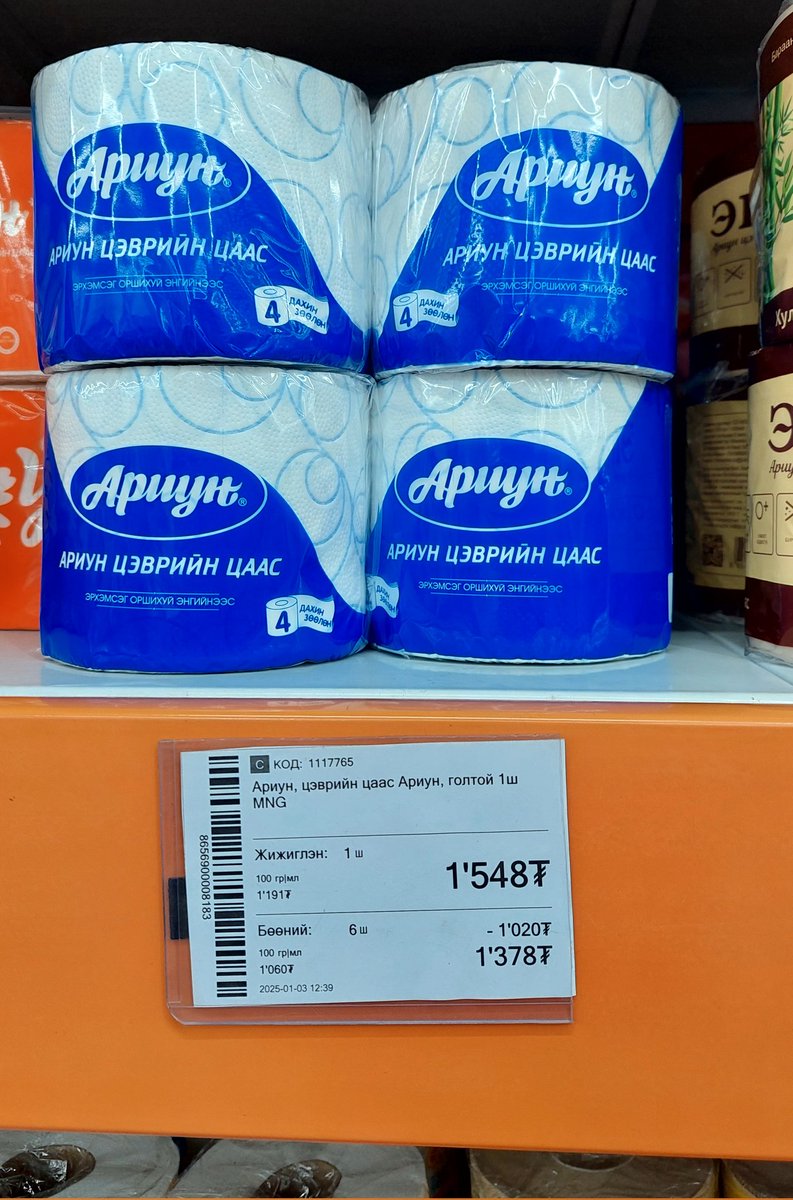 Ариун®
АРИУН ЦЭВРИЙН ЦААС
ЭРХЭМСЭГ ОРШИХУЙ ЭНГИЙНЭЭС
4 ДАХИН ЗӨӨЛӨН
Ариун®
АРИУН ЦЭВРИЙН ЦААС
ЭРХЭМСЭГ ОРШИХУЙ ЭНГИЙНЭЭС
4 ДАХИН ЗӨӨЛӨН
Ариун®
АРИУН ЦЭВРИЙН ЦААС
ЭРХЭМСЭГ ОРШИХУЙ ЭНГИЙНЭЭС
4 ДАХИН ЗӨӨЛӨН
Ариун®
АРИУН ЦЭВРИЙН ЦААС
ЭРХЭМСЭГ ОРШИХУЙ ЭНГИЙНЭЭС
ДАХИН ЗӨӨЛӨН
C КОД: 1117765
Ариун, цэврийн цаас Ариун, голтой 1ш
MNG
Жижиглэн: 1 ш
1'548₮
100 гр|мл
1'191₮
Бөөний: 6 ш - 1'020₮
100 гр|мл 1'378₮
1'060₮
2025-01-03 12:39
8656900008183